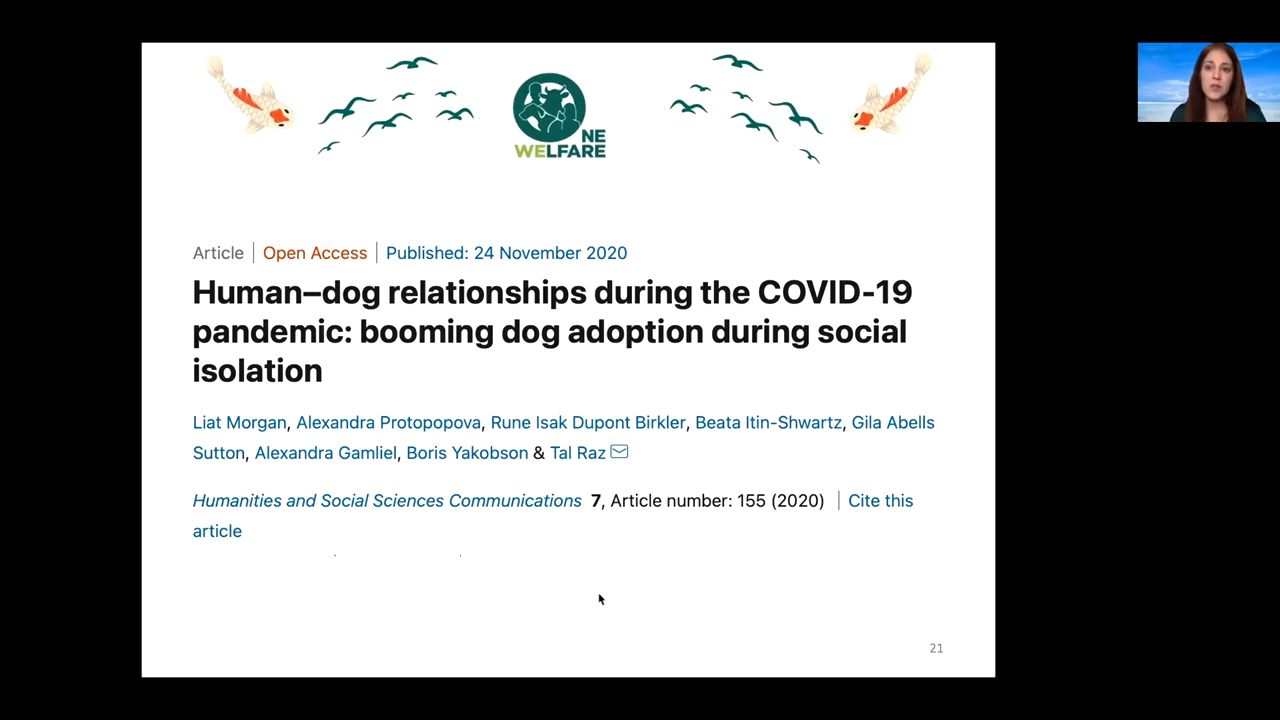 NE
WELFARE
Article | Open Access | Published: 24 November 2020
Human–dog relationships during the COVID-19
pandemic: booming dog adoption during social
isolation
Liat Morgan, Alexandra Protopopova, Rune Isak Dupont Birkler, Beata Itin-Shwartz, Gila Abells
Sutton, Alexandra Gamliel, Boris Yakobson & Tal Raz
Humanities and Social Sciences Communications 7, Article number: 155 (2020) | Cite this
article
21